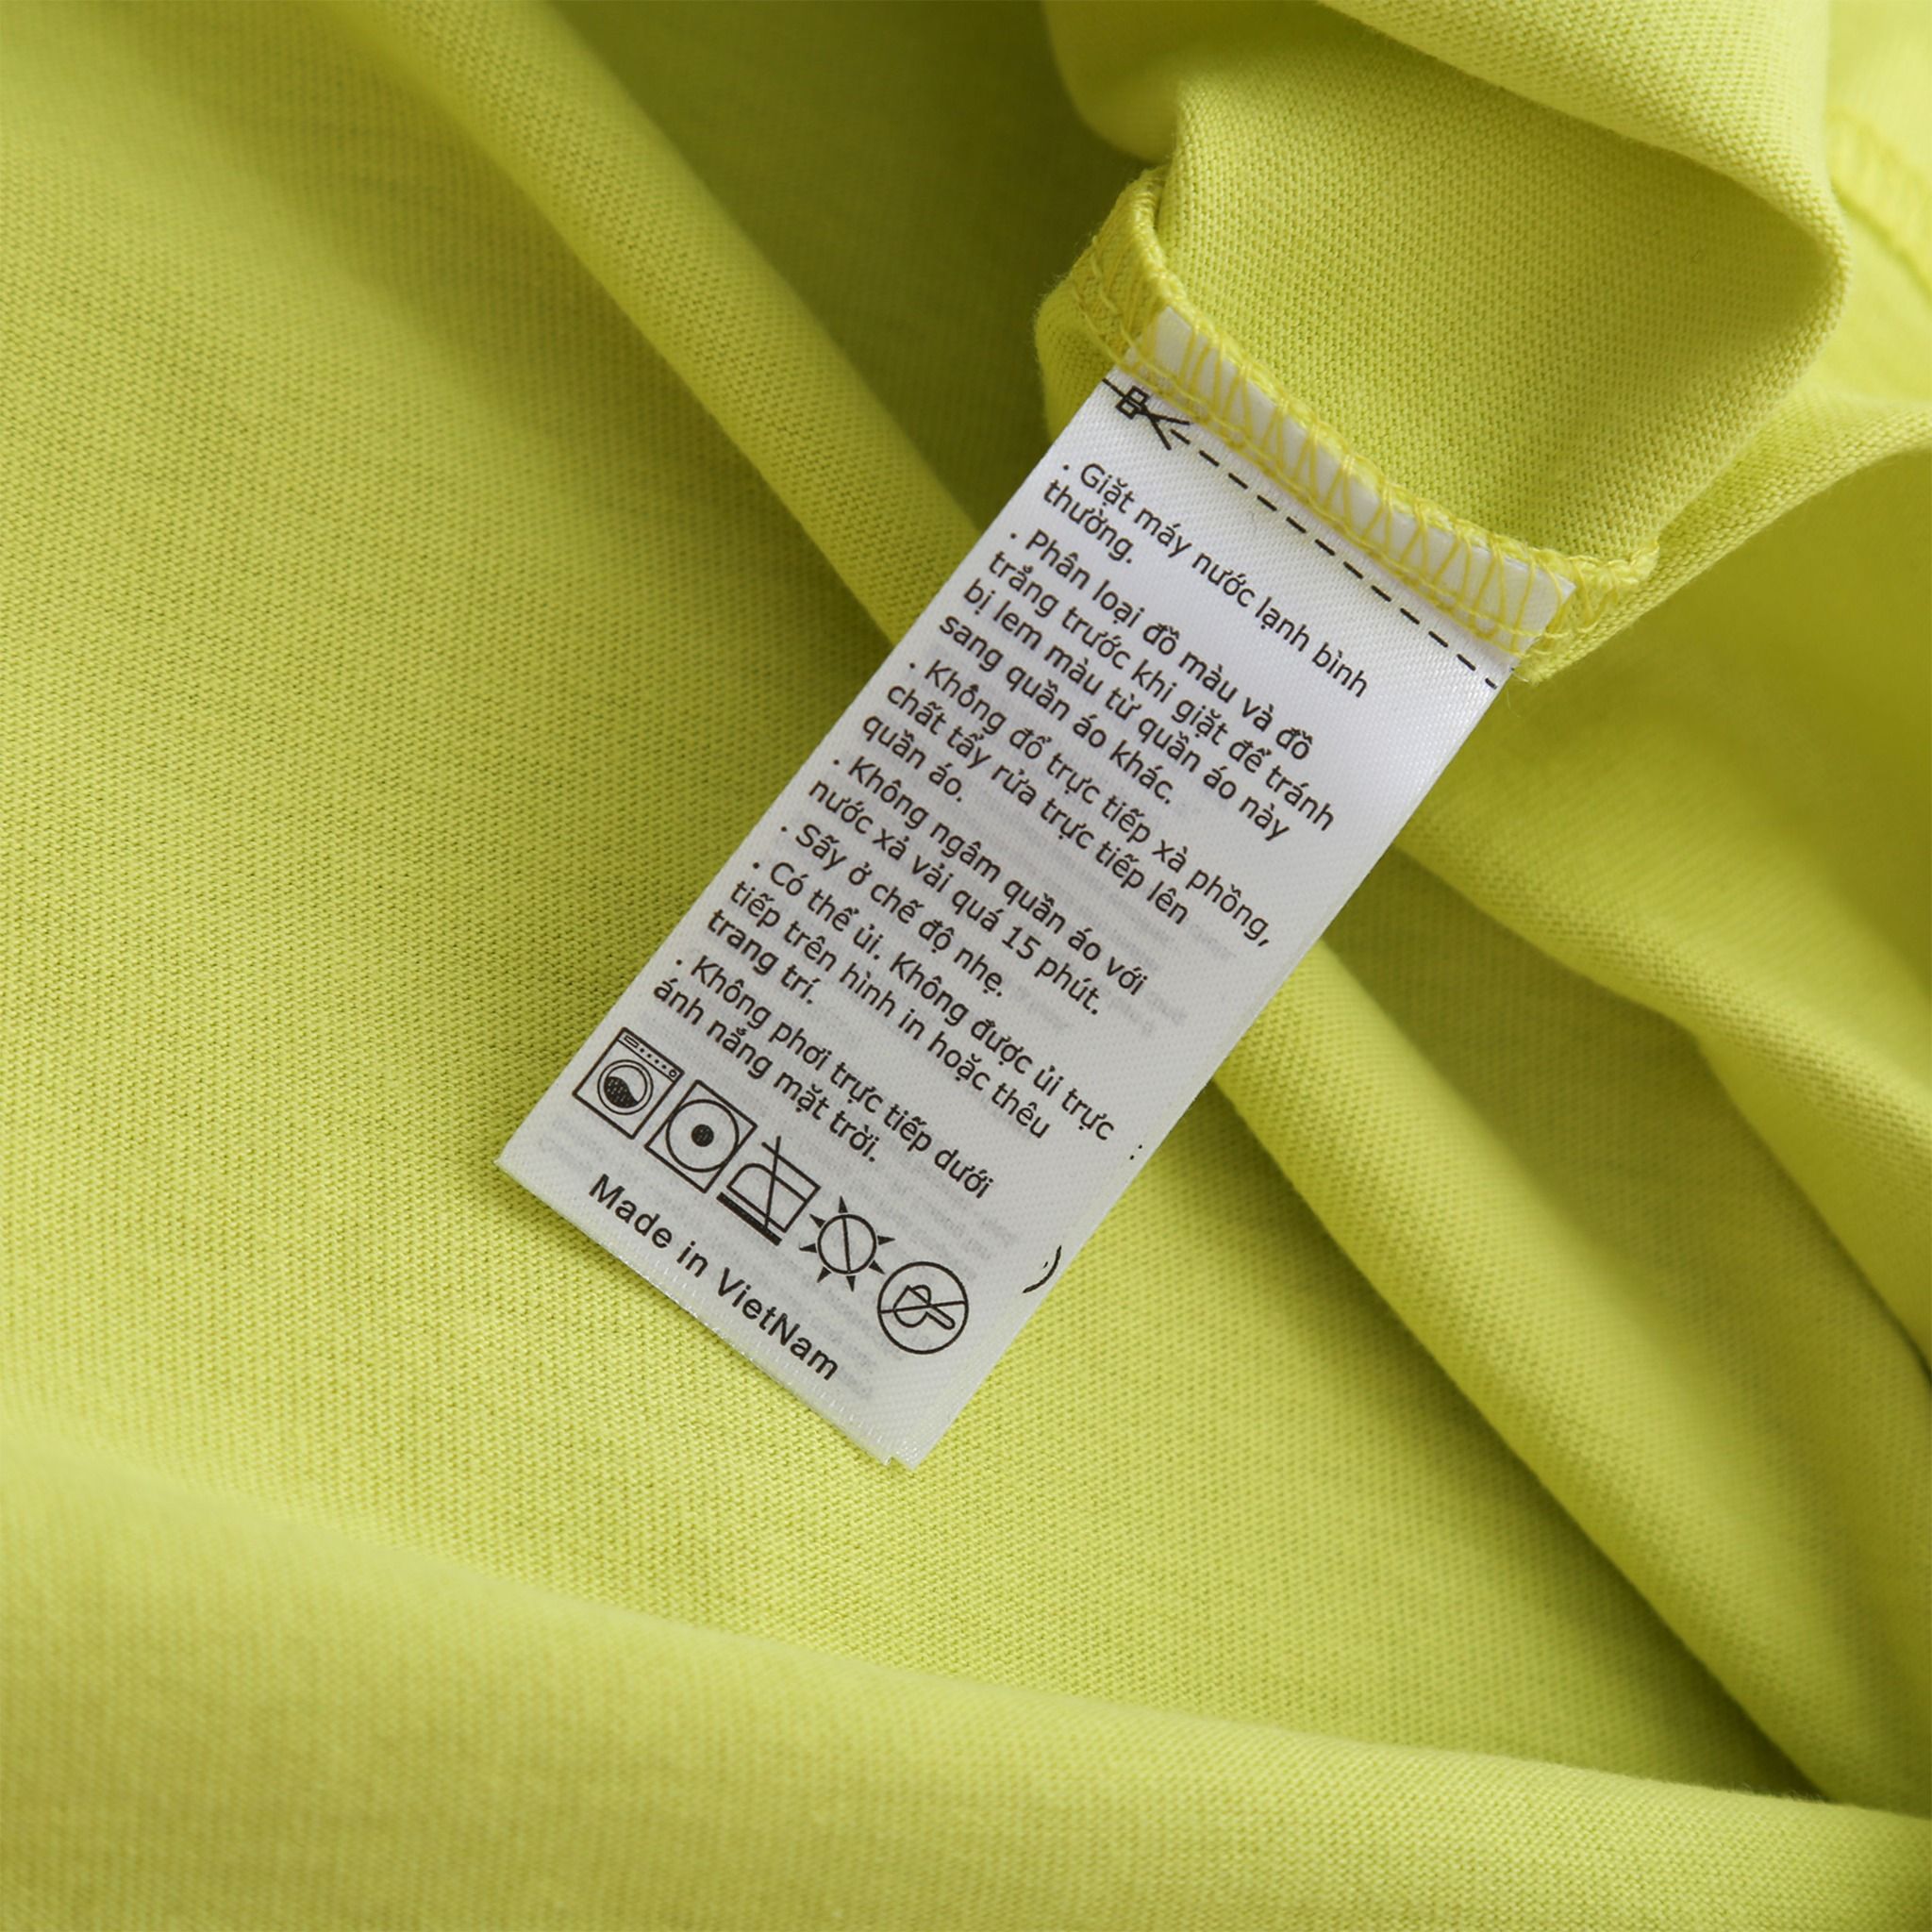 . Giặt máy nước lạnh bình
thường.
. Phân loại đồ màu và đồ
trắng trước khi giặt để tránh
bị lem màu từ quần áo này
sang quần áo khác.
. Không đổ trực tiếp xà phồng,
chất tẩy rửa trực tiếp lên
quần áo.
. Không ngâm quần áo với
nước xả vải quá 15 phút.
. Sấy ở chế độ nhẹ.
. Có thể ủi. Không được ủi trực
tiếp trên hình in hoặc thêu
trang trí.
. Không phơi trực tiếp dưới
ánh nắng mặt trời.
Made in VietNam